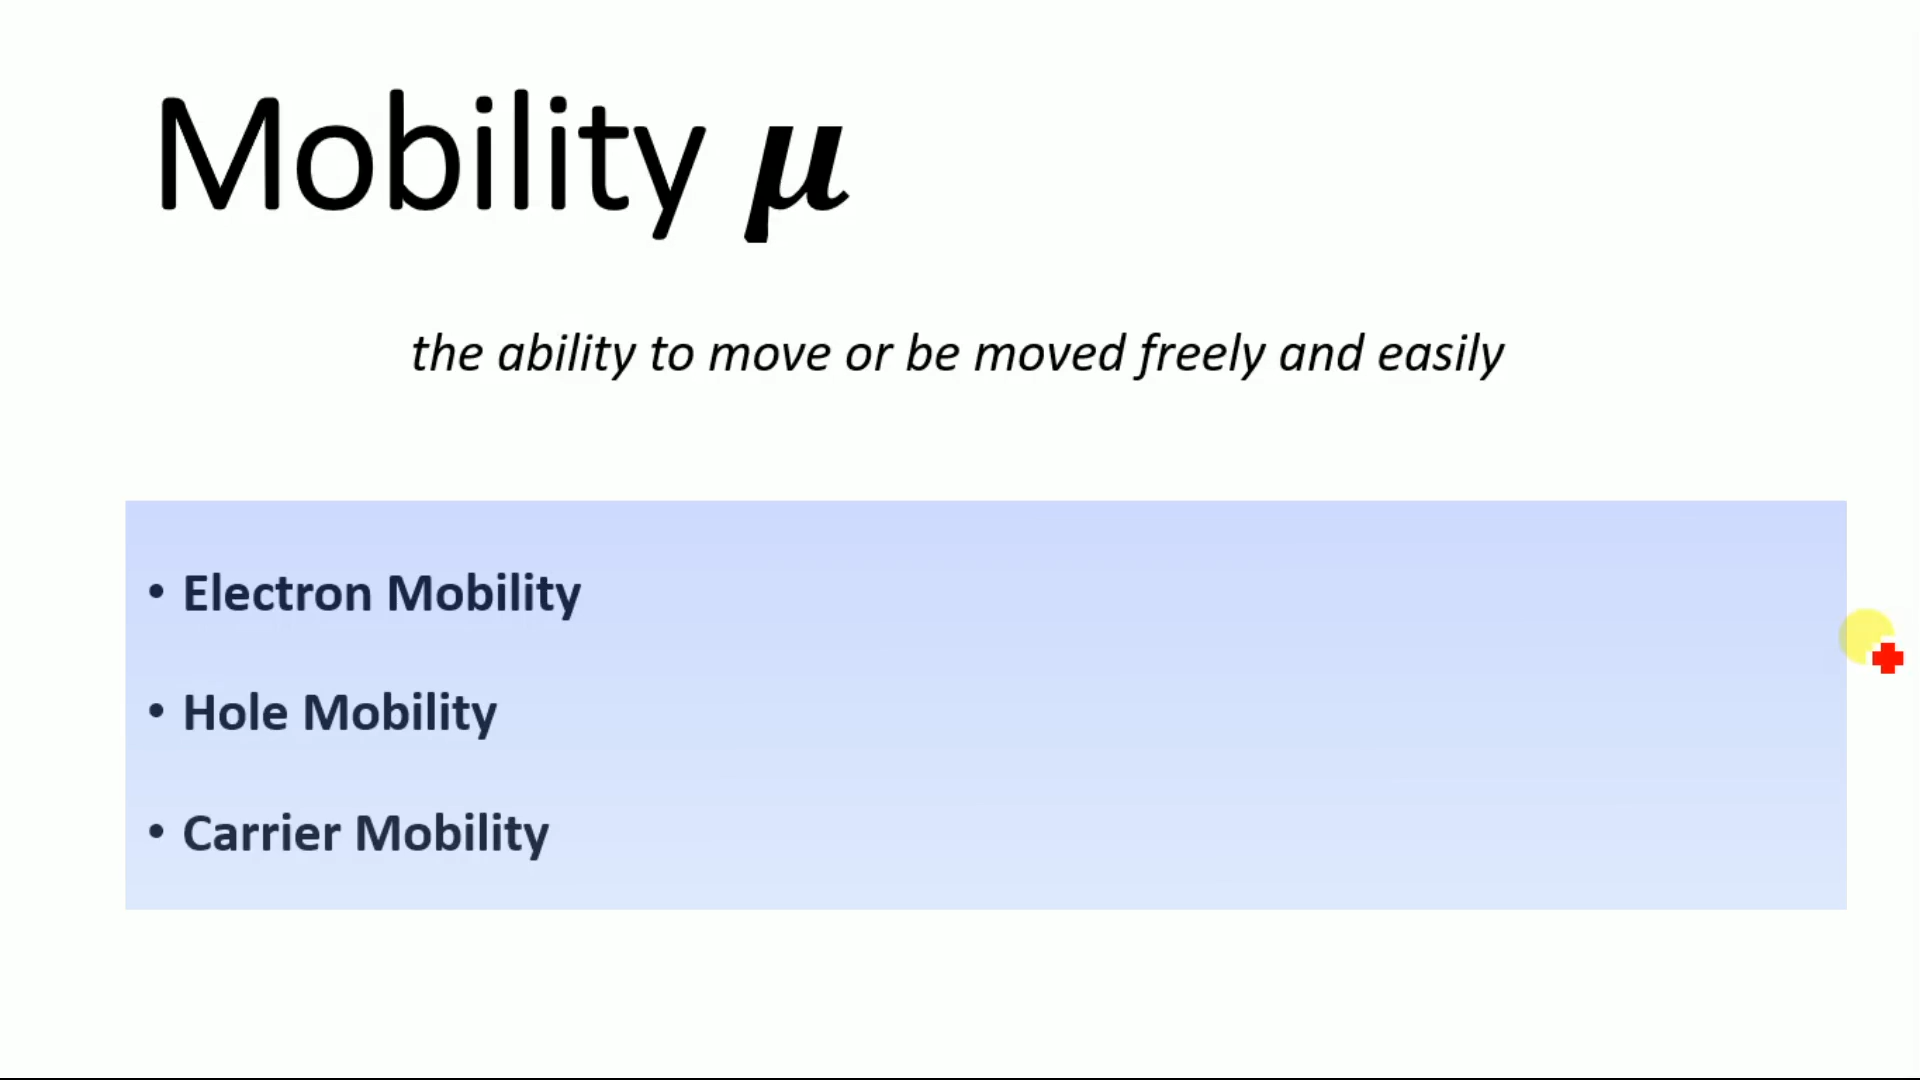 Mobility μ
the ability to move or be moved freely and easily
• Electron Mobility
• Hole Mobility
• Carrier Mobility